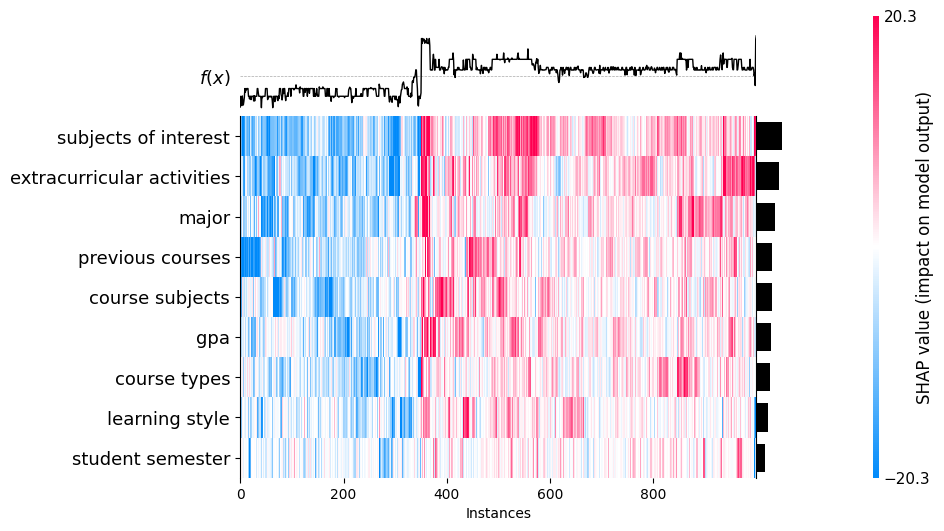 20.3
f(x)
subjects of interest
extracurricular activities
major
previous courses
course subjects
gpa
course types
learning style
student semester
0 200 400 600 800
Instances
SHAP value (impact on model output)
−20.3